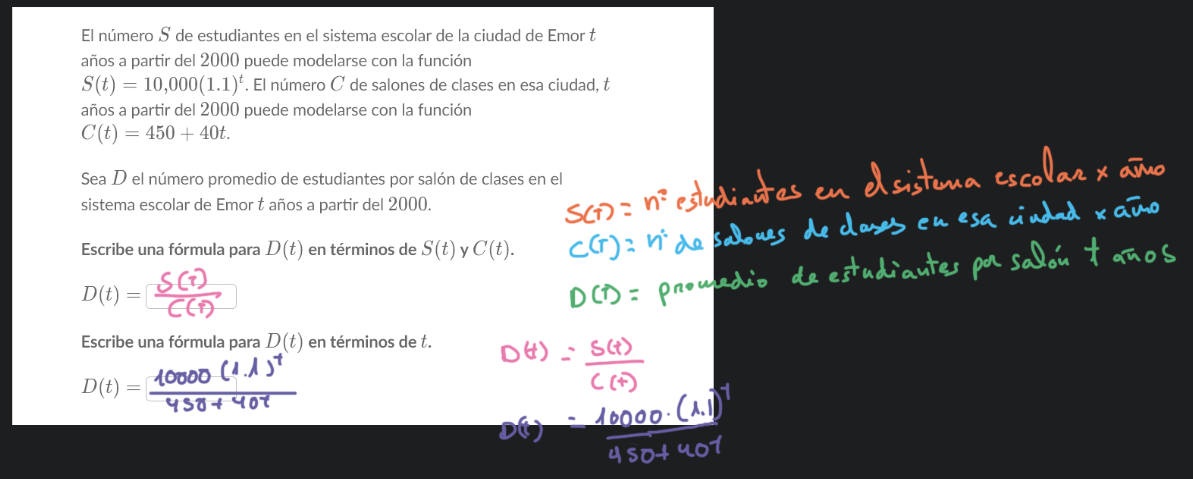 El número S de estudiantes en el sistema escolar de la ciudad de Emor t
años a partir del 2000 puede modelarse con la función
S(t) = 10,000(1.1)^t. El número C de salones de clases en esa ciudad, t
años a partir del 2000 puede modelarse con la función
C(t) = 450 + 40t.
Sea D el número promedio de estudiantes por salón de clases en el
sistema escolar de Emor t años a partir del 2000.
Escribe una fórmula para D(t) en términos de S(t) y C(t).
D(t) = S(t)/C(t)
Escribe una fórmula para D(t) en términos de t.
D(t) = 10000 (1.1)^t/450+40t
S(t) = nº estudiantes en el sistema escolar x año
C(t) = nº de salones de clases en esa ciudad x año
D(t) = promedio de estudiantes por salón t años
D(t) = S(t)/C(t)
D(t) = 10000·(1.1)^t/450+40t